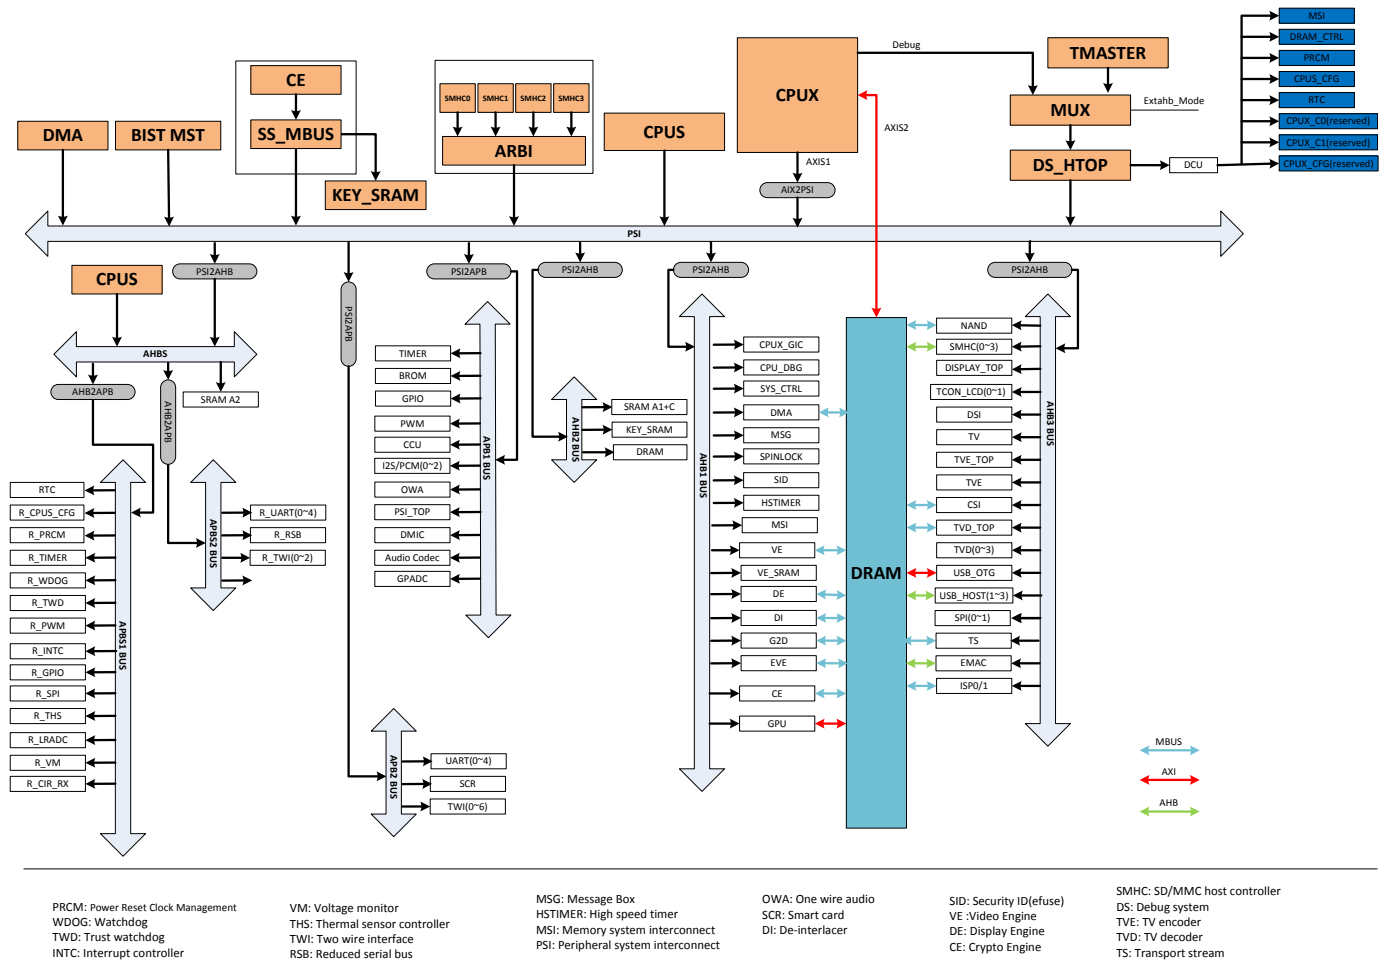 MSI
DRAM_CTRL
PRCM
CPUS_CFG
RTC
CPUX_C0(reserved)
CPUX_C1(reserved)
CPUX_CFG(reserved)
Debug
TMASTER
CPUX
MUX
Extahb_Mode
AXIS2
DS_HTOP
DCU
AXIS1
AIX2PSI
CE
SS_MBUS
KEY_SRAM
SMHC0
SMHC1
SMHC2
SMHC3
ARBI
CPUS
DMA
BIST MST
PSI
CPUS
PSI2AHB
PSI2APB
PSI2APB
PSI2AHB
PSI2AHB
PSI2AHB
AHBS
AHB2APB
AHB2APB
SRAM A2
RTC
R_CPUS_CFG
R_PRCM
R_TIMER
R_WDOG
R_TWD
R_PWM
R_INTC
R_GPIO
R_SPI
R_THS
R_LRADC
R_VM
R_CIR_RX
APBS1 BUS
APBS2 BUS
R_UART(0~4)
R_RSB
R_TWI(0~2)
TIMER
BROM
GPIO
PWM
CCU
I2S/PCM(0~2)
OWA
PSI_TOP
DMIC
Audio Codec
GPADC
APB1 BUS
APB2 BUS
UART(0~4)
SCR
TWI(0~6)
AHB2 BUS
SRAM A1+C
KEY_SRAM
DRAM
AHB1 BUS
CPUX_GIC
CPU_DBG
SYS_CTRL
DMA
MSG
SPINLOCK
SID
HSTIMER
MSI
VE
VE_SRAM
DE
DI
G2D
EVE
CE
GPU
DRAM
NAND
SMHC(0~3)
DISPLAY_TOP
TCON_LCD(0~1)
DSI
TV
TVE_TOP
TVE
CSI
TVD_TOP
TVD(0~3)
USB_OTG
USB_HOST(1~3)
SPI(0~1)
TS
EMAC
ISP0/1
AHB3 BUS
MBUS
AXI
AHB
PRCM: Power Reset Clock Management
WDOG: Watchdog
TWD: Trust watchdog
INTC: Interrupt controller
VM: Voltage monitor
THS: Thermal sensor controller
TWI: Two wire interface
RSB: Reduced serial bus
MSG: Message Box
HSTIMER: High speed timer
MSI: Memory system interconnect
PSI: Peripheral system interconnect
OWA: One wire audio
SCR: Smart card
DI: De-interlacer
SID: Security ID(efuse)
VE :Video Engine
DE: Display Engine
CE: Crypto Engine
SMHC: SD/MMC host controller
DS: Debug system
TVE: TV encoder
TVD: TV decoder
TS: Transport stream